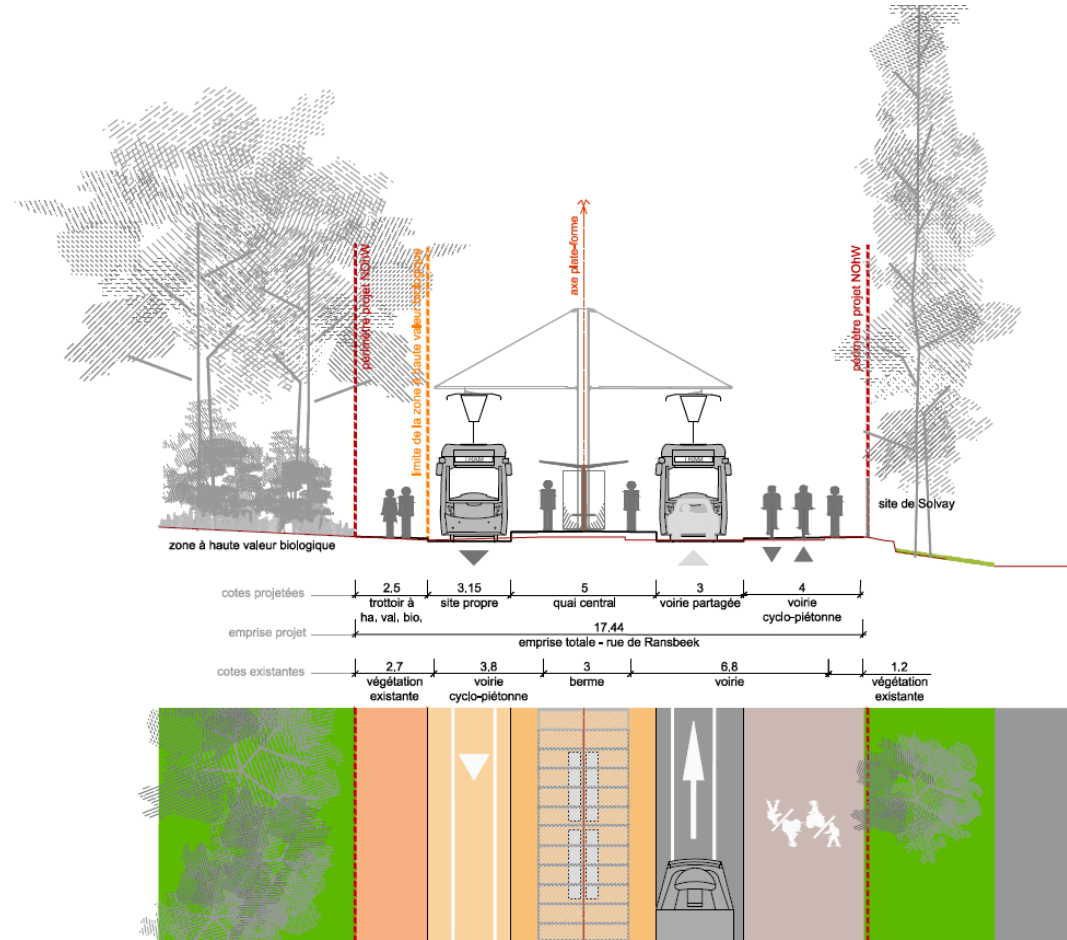 périmètre projet NOhW
limite de la zone à haute valeur biologique
axe plate-forme
périmètre projet NOhW
TRAM
TRAM
site de Solvay
zone à haute valeur biologique
cotes projetées
2.5
3.15
5
3
4
trottoir à
ha, val, bio,
site propre
quai central
voirie partagée
voirie
cyclo-piétonne
emprise projet
17.44
emprise totale - rue de Ransbeek
cotes existantes
2.7
3.8
3
6.8
1.2
végétation
existante
voirie
cyclo-piétonne
berme
voirie
végétation
existante